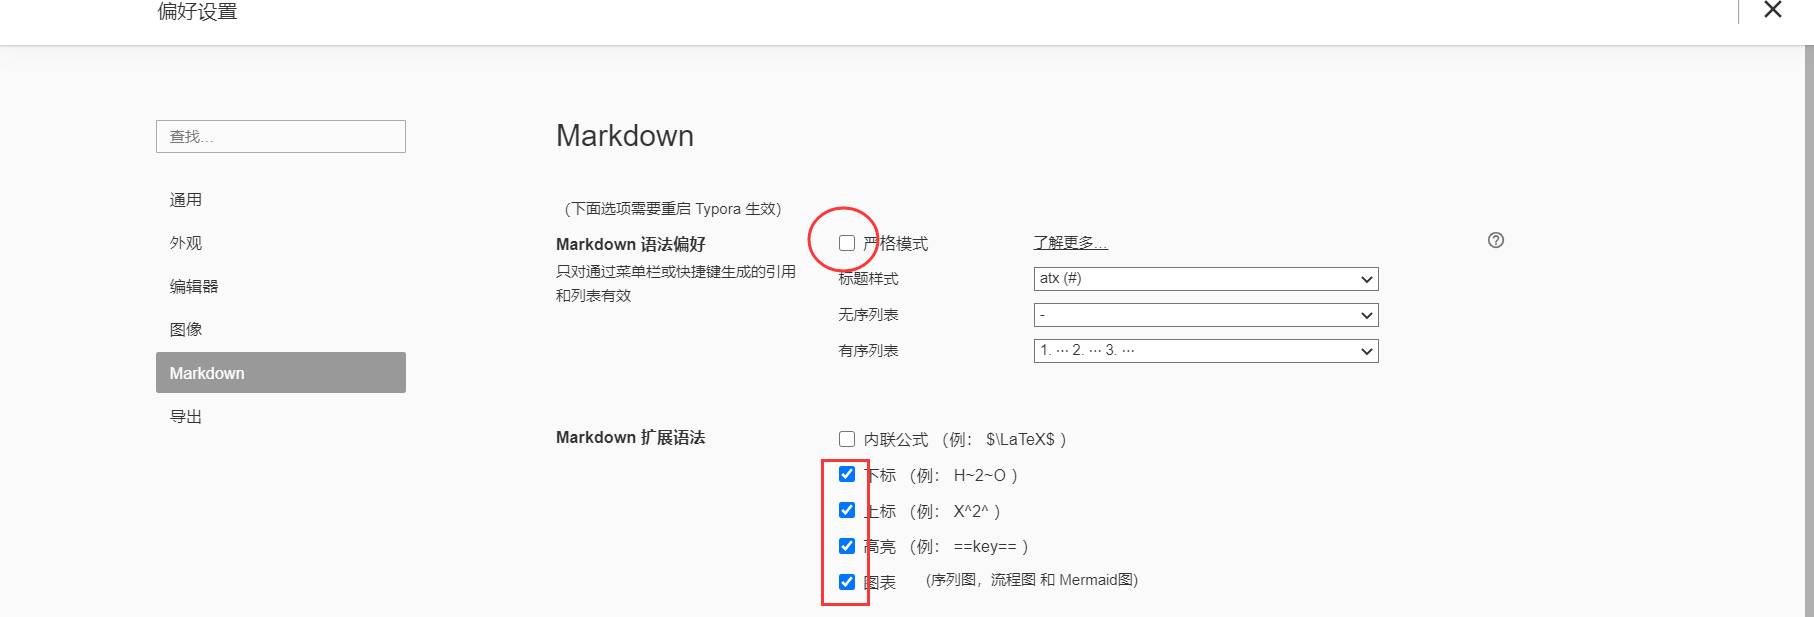 偏好设置
查找...
通用
外观
编辑器
图像
Markdown
导出
Markdown
（下面选项需要重启 Typora 生效）
Markdown 语法偏好
只对通过菜单栏或快捷键生成的引用
和列表有效
严格模式
了解更多...
标题样式
atx (#)
无序列表
-
有序列表
1. ··· 2. ··· 3. ···
Markdown 扩展语法
内联公式 （例： $\LaTeX$ ）
下标 （例： H~2~O ）
上标 （例： X^2^ ）
高亮 （例： ==key== ）
图表 （序列图，流程图 和 Mermaid图）